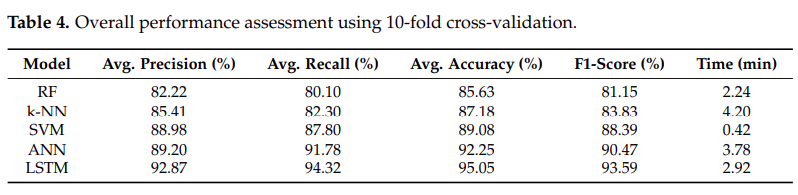 Table 4. Overall performance assessment using 10-fold cross-validation.
Model Avg. Precision (%) Avg. Recall (%) Avg. Accuracy (%) F1-Score (%) Time (min)
RF 82.22 80.10 85.63 81.15 2.24
k-NN 85.41 82.30 87.18 83.83 4.20
SVM 88.98 87.80 89.08 88.39 0.42
ANN 89.20 91.78 92.25 90.47 3.78
LSTM 92.87 94.32 95.05 93.59 2.92